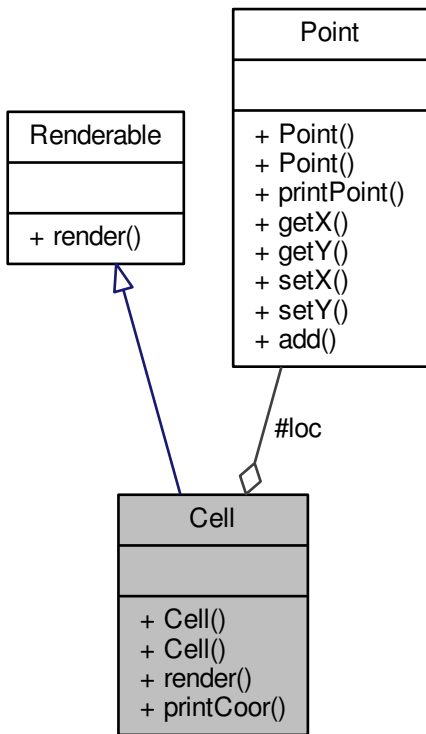 Point
+ Point()
+ Point()
+ printPoint()
+ getX()
+ getY()
+ setX()
+ setY()
+ add()
Renderable
+ render()
#loc
Cell
+ Cell()
+ Cell()
+ render()
+ printCoor()